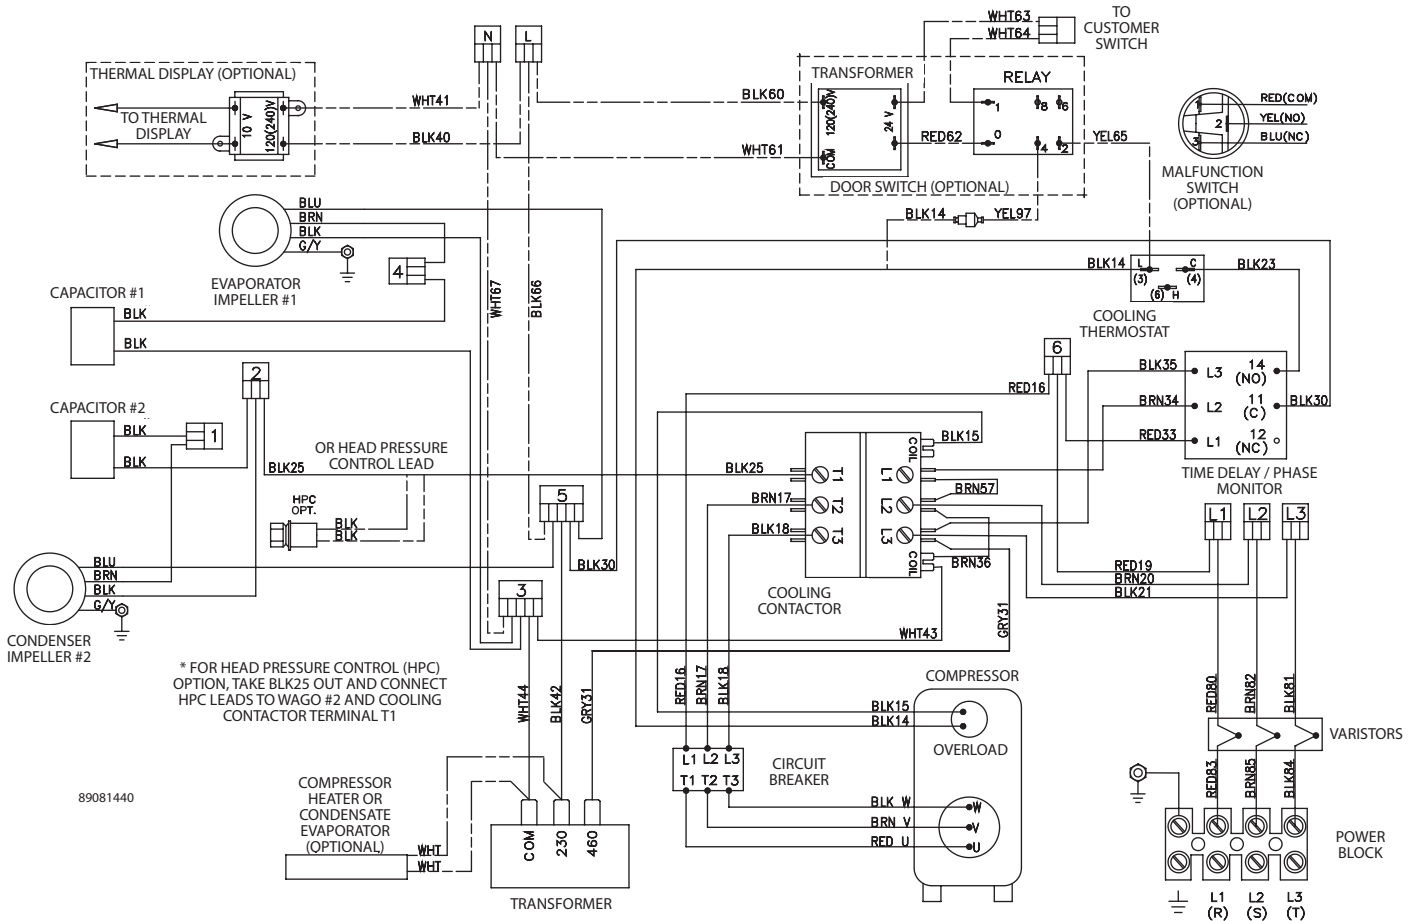 N
L
WHT63
WHT64
TO
CUSTOMER
SWITCH
THERMAL DISPLAY (OPTIONAL)
TO THERMAL
DISPLAY
10 V
120(240)V
WHT41
BLK40
BLK60
WHT61
TRANSFORMER
120(240)V
COM
24 V
RED62
RELAY
1
8
6
0
4
2
YEL65
DOOR SWITCH (OPTIONAL)
1
2
3
RED(COM)
YEL(NO)
BLU(NC)
MALFUNCTION
SWITCH
(OPTIONAL)
BLU
BRN
BLK
G/Y
EVAPORATOR
IMPELLER #1
4
BLK14
YEL97
WHT67
BLK66
BLK14
L
(3)
C
(4)
(6) H
BLK23
COOLING
THERMOSTAT
CAPACITOR #1
BLK
BLK
2
CAPACITOR #2
BLK
BLK
1
OR HEAD PRESSURE
CONTROL LEAD
BLK25
BLK25
HPC
OPT.
BLK
BLK
5
6
RED16
BLK35
BRN34
RED33
L3
L2
L1
14
(NO)
11
(C)
12
(NC)
BLK30
TIME DELAY / PHASE
MONITOR
BLK15
COIL
T1
L1
BRN17
BRN57
T2
L2
BLK18
T3
L3
COIL
BRN36
COOLING
CONTACTOR
L1
L2
L3
RED19
BRN20
BLK21
BLU
BRN
BLK
G/Y
CONDENSER
IMPELLER #2
BLK30
3
WHT43
GRY31
* FOR HEAD PRESSURE CONTROL (HPC)
OPTION, TAKE BLK25 OUT AND CONNECT
HPC LEADS TO WAGO #2 AND COOLING
CONTACTOR TERMINAL T1
WHT44
BLK42
GRY31
RED16
BRN17
BLK18
COMPRESSOR
BLK15
BLK14
OVERLOAD
RED80
BRN82
BLK81
VARISTORS
RED83
BRN85
BLK84
L1 L2 L3
T1 T2 T3
CIRCUIT
BREAKER
BLK W
BRN V
RED U
W
V
U
89081440
COMPRESSOR
HEATER OR
CONDENSATE
EVAPORATOR
(OPTIONAL)
WHT
WHT
COM
230
460
TRANSFORMER
POWER
BLOCK
L1
(R)
L2
(S)
L3
(T)